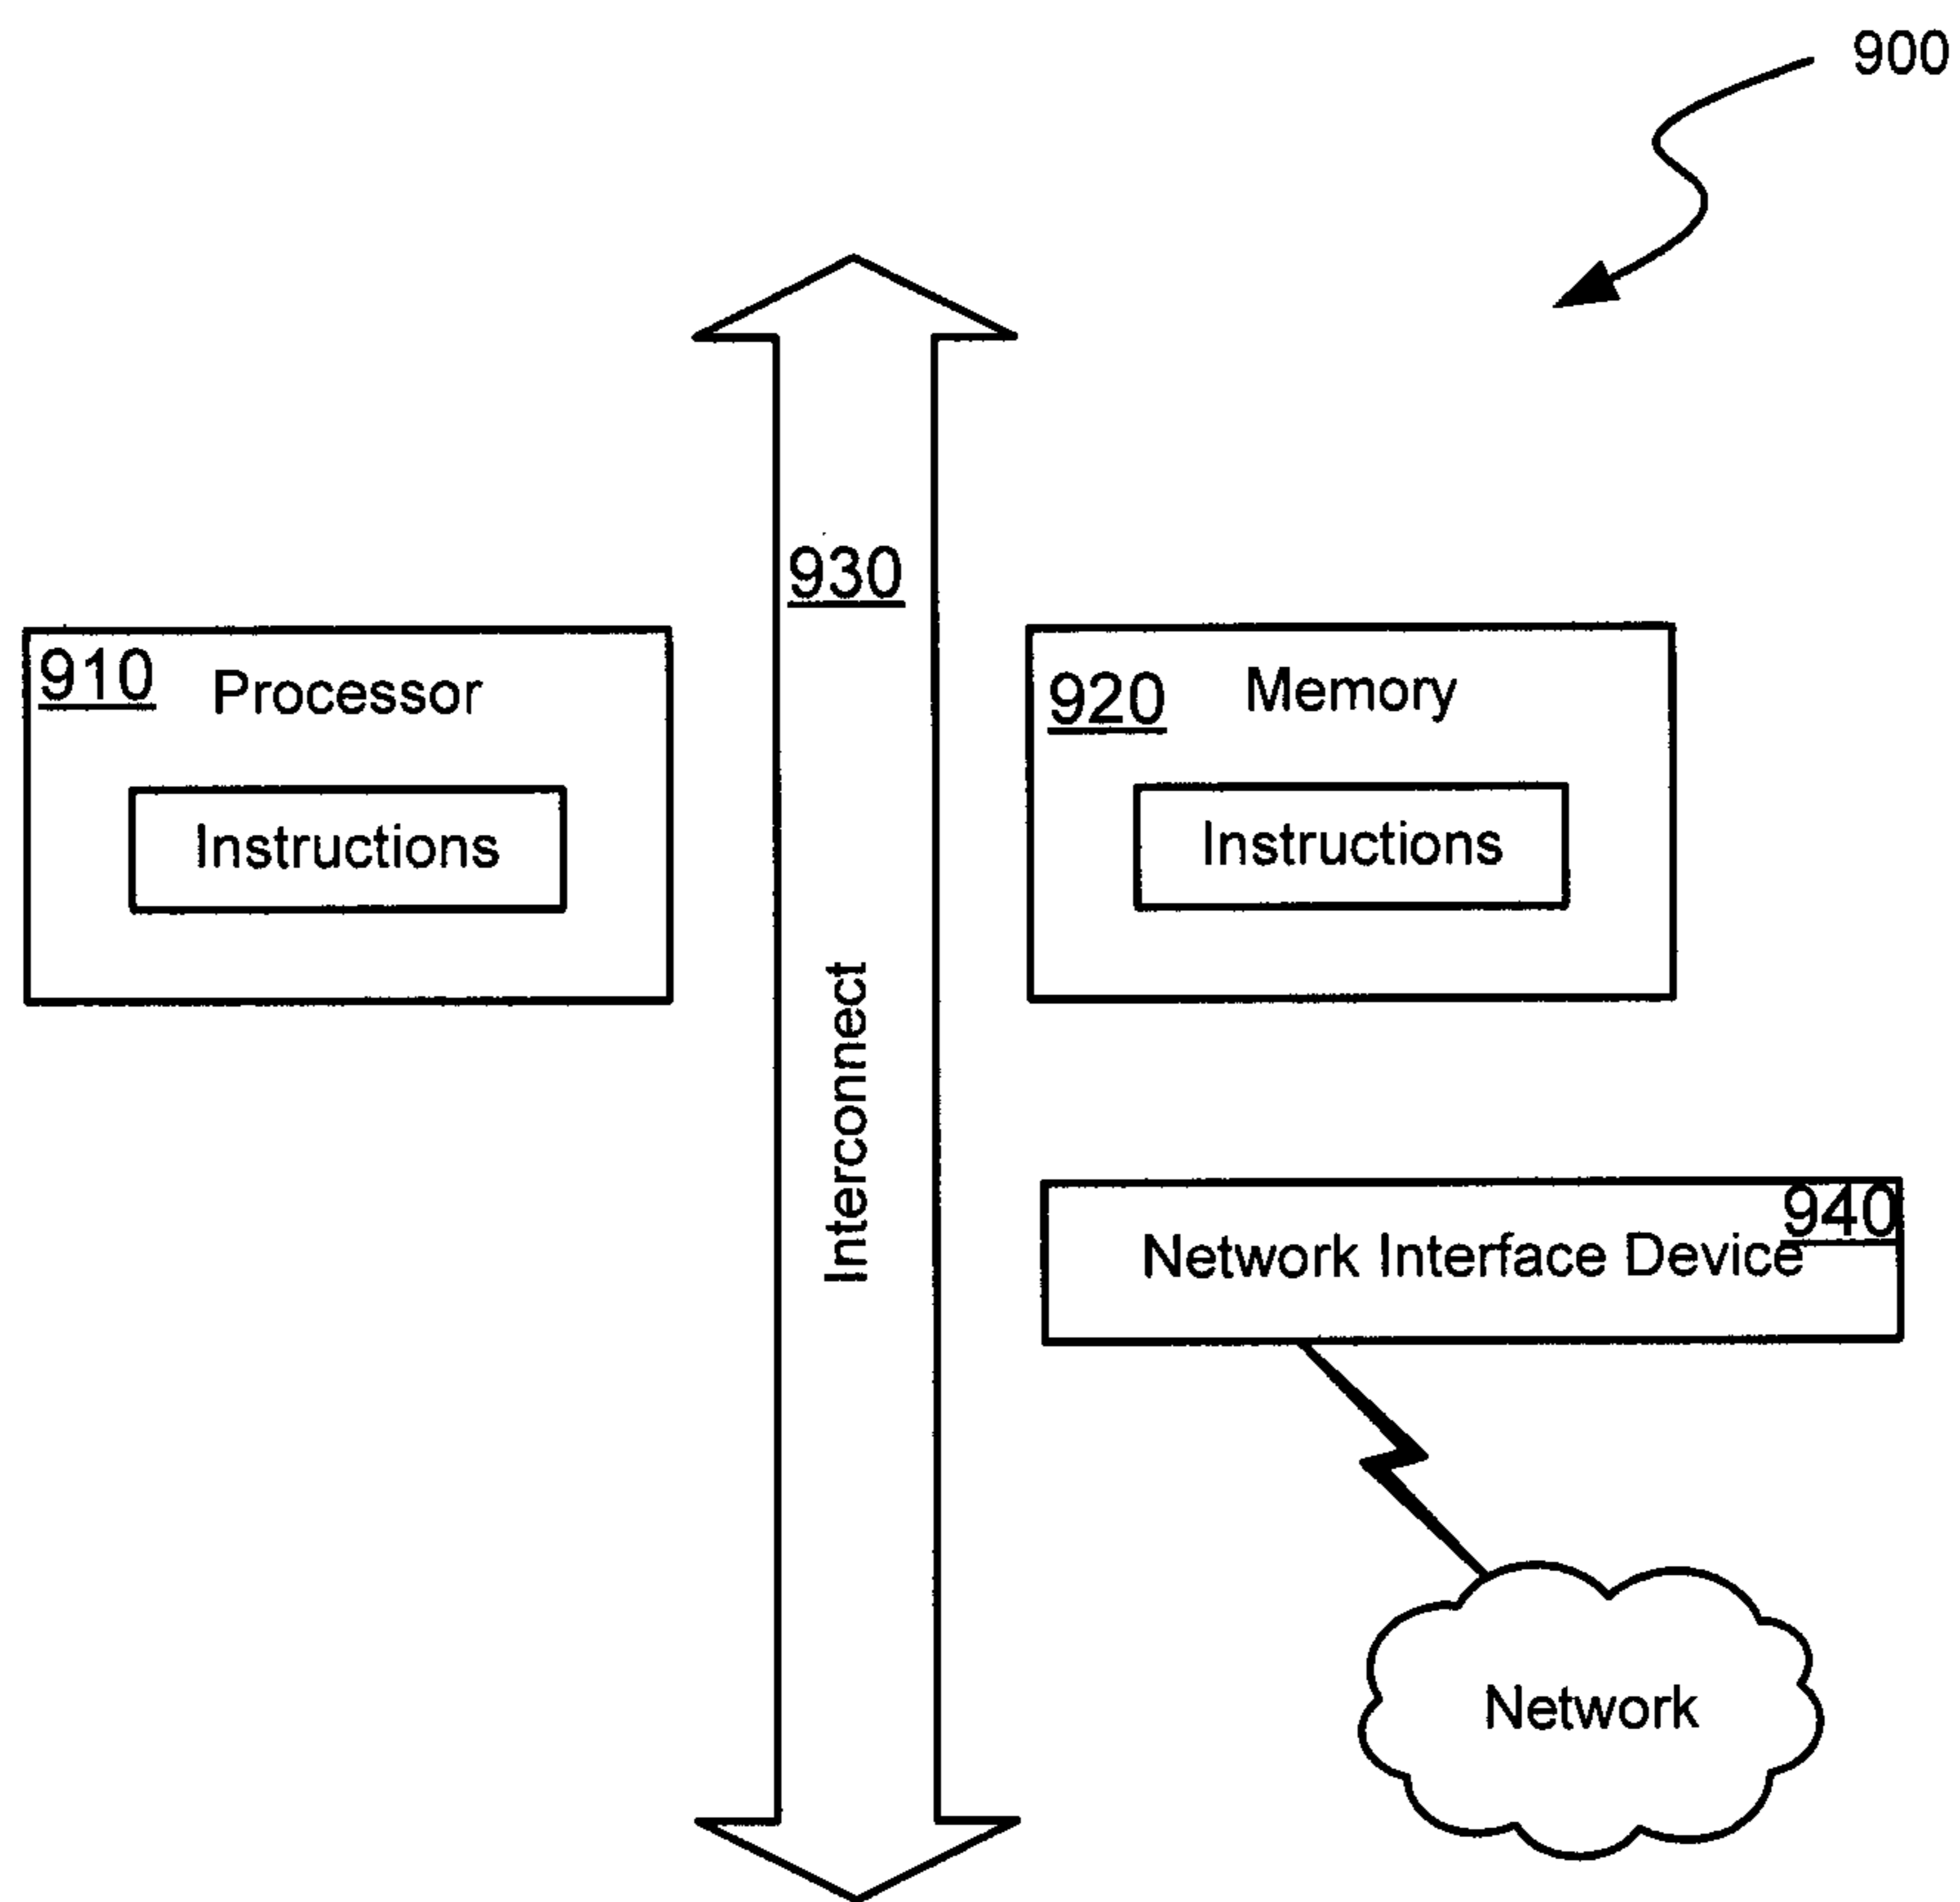 900
930
910
Processor
Instructions
920
Memory
Instructions
Interconnect
940
Network Interface Device
Network